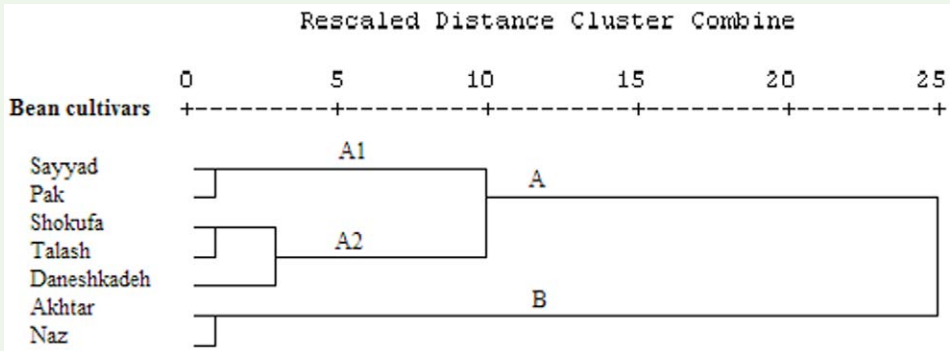 Rescaled Distance Cluster Combine
0 5 10 15 20 25
Bean cultivars +---------+---------+---------+---------+---------+
A1
Sayyad
A
Pak
Shokufa
A2
Talash
Daneshkadeh
Akhtar
B
Naz